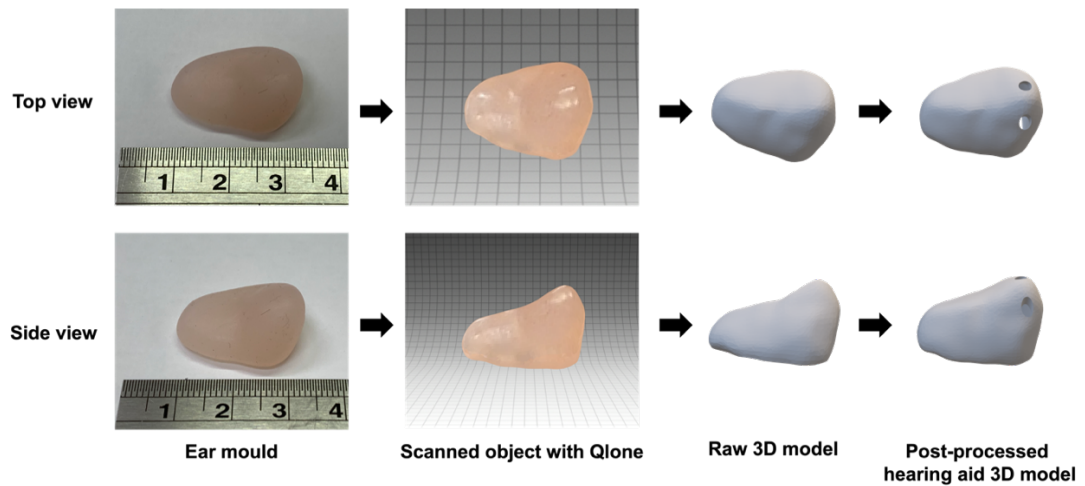 Top view
1 2 3 4
Side view
1 2 3 4
Ear mould
Scanned object with Qlone
Raw 3D model
Post-processed
hearing aid 3D model